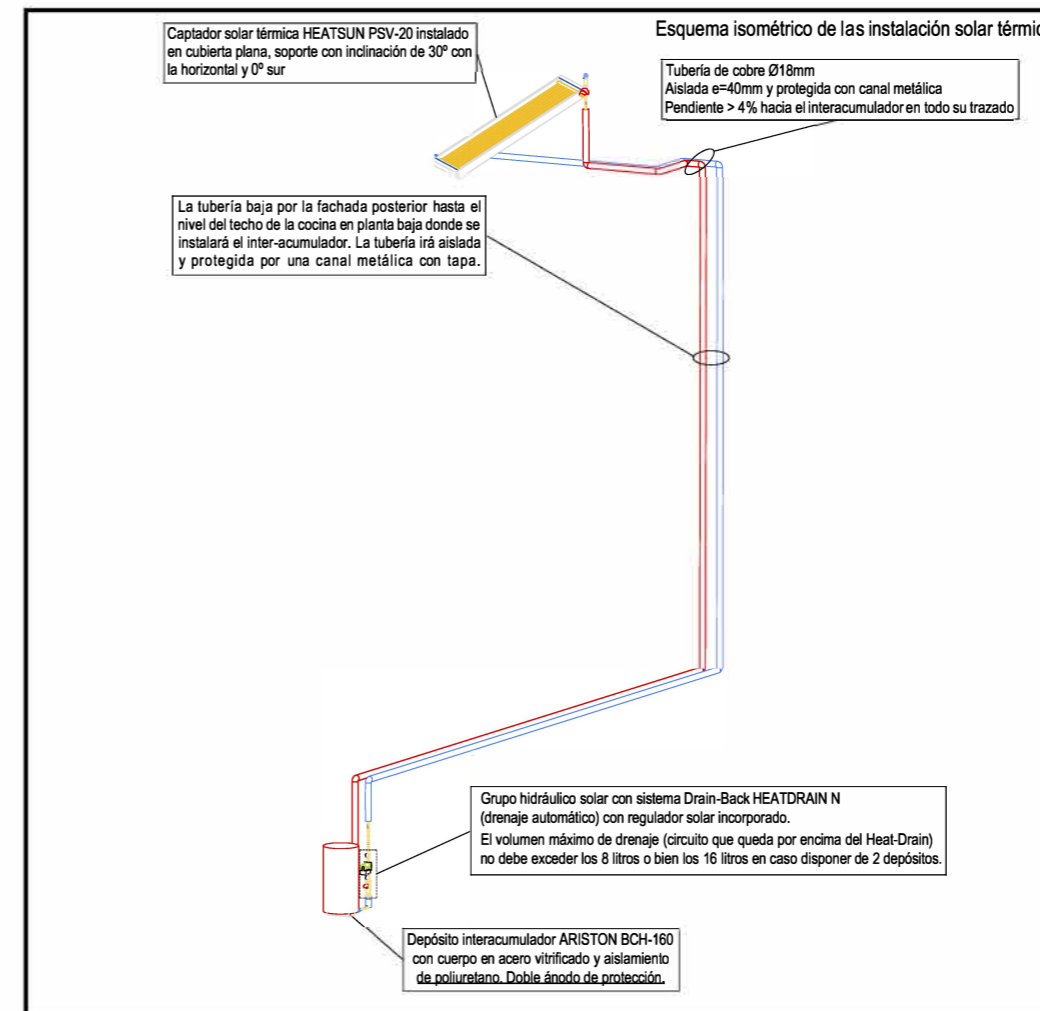 Esquema isométrico de las instalación solar térmic
Captador solar térmica HEATSUN PSV-20 instalado
en cubierta plana, soporte con inclinación de 30º con
la horizontal y 0º sur
Tubería de cobre Ø18mm
Aislada e=40mm y protegida con canal metálica
Pendiente > 4% hacia el interacumulador en todo su trazado
La tubería baja por la fachada posterior hasta el
nivel del techo de la cocina en planta baja donde se
instalará el inter-acumulador. La tubería irá aislada
y protegida por una canal metálica con tapa.
Grupo hidráulico solar con sistema Drain-Back HEATDRAIN N
(drenaje automático) con regulador solar incorporado.
El volumen máximo de drenaje (circuito que queda por encima del Heat-Drain)
no debe exceder los 8 litros o bien los 16 litros en caso disponer de 2 depósitos.
Depósito interacumulador ARISTON BCH-160
con cuerpo en acero vitrificado y aislamiento
de poliuretano. Doble ánodo de protección.